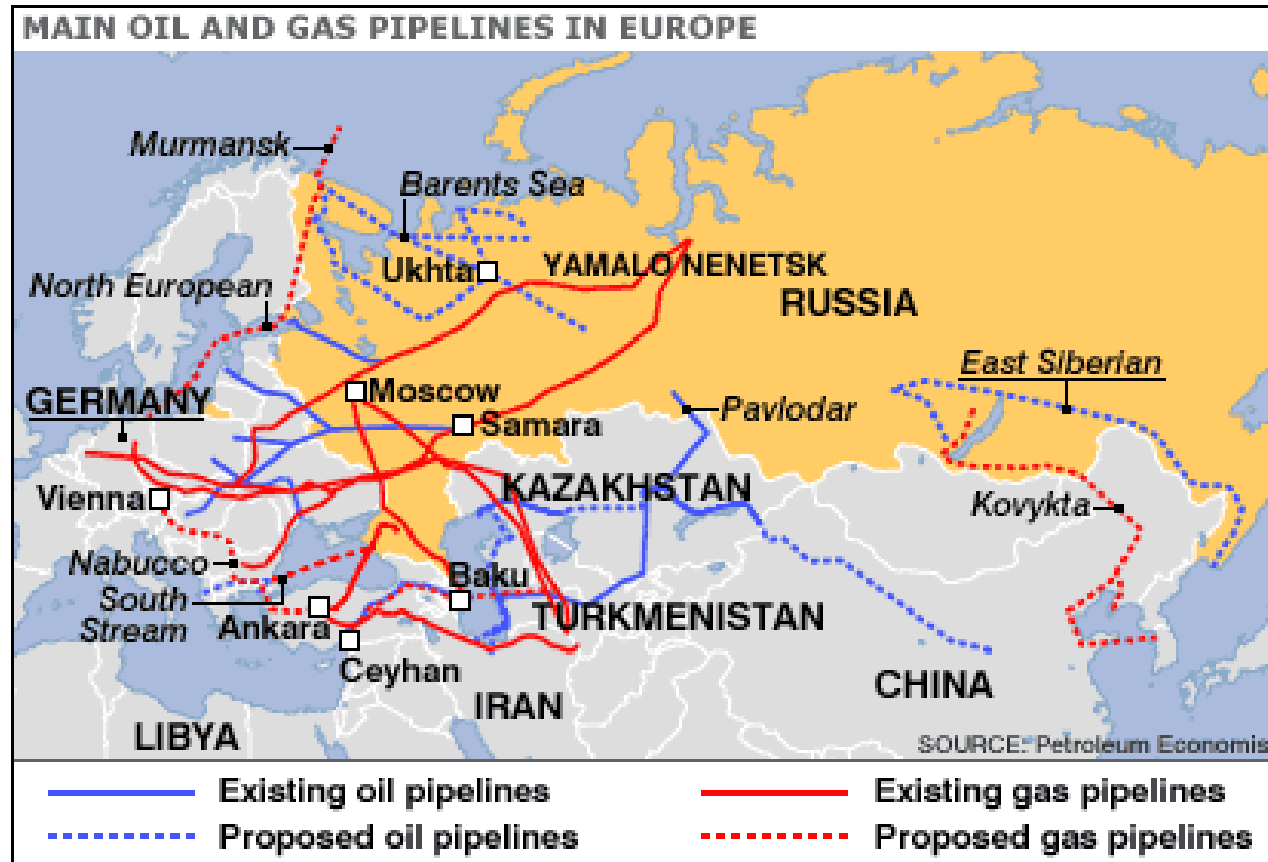 MAIN OIL AND GAS PIPELINES IN EUROPE
Murmansk
Barents Sea
Ukhta
YAMALO NENETSK
North European
RUSSIA
East Siberian
GERMANY
Moscow
Pavlodar
Samara
Vienna
KAZAKHSTAN
Kovykta
Nabucco
Baku
South
Stream
Ankara
TURKMENISTAN
Ceyhan
CHINA
IRAN
LIBYA
SOURCE: Petroleum Economis
Existing oil pipelines
Existing gas pipelines
Proposed oil pipelines
Proposed gas pipelines